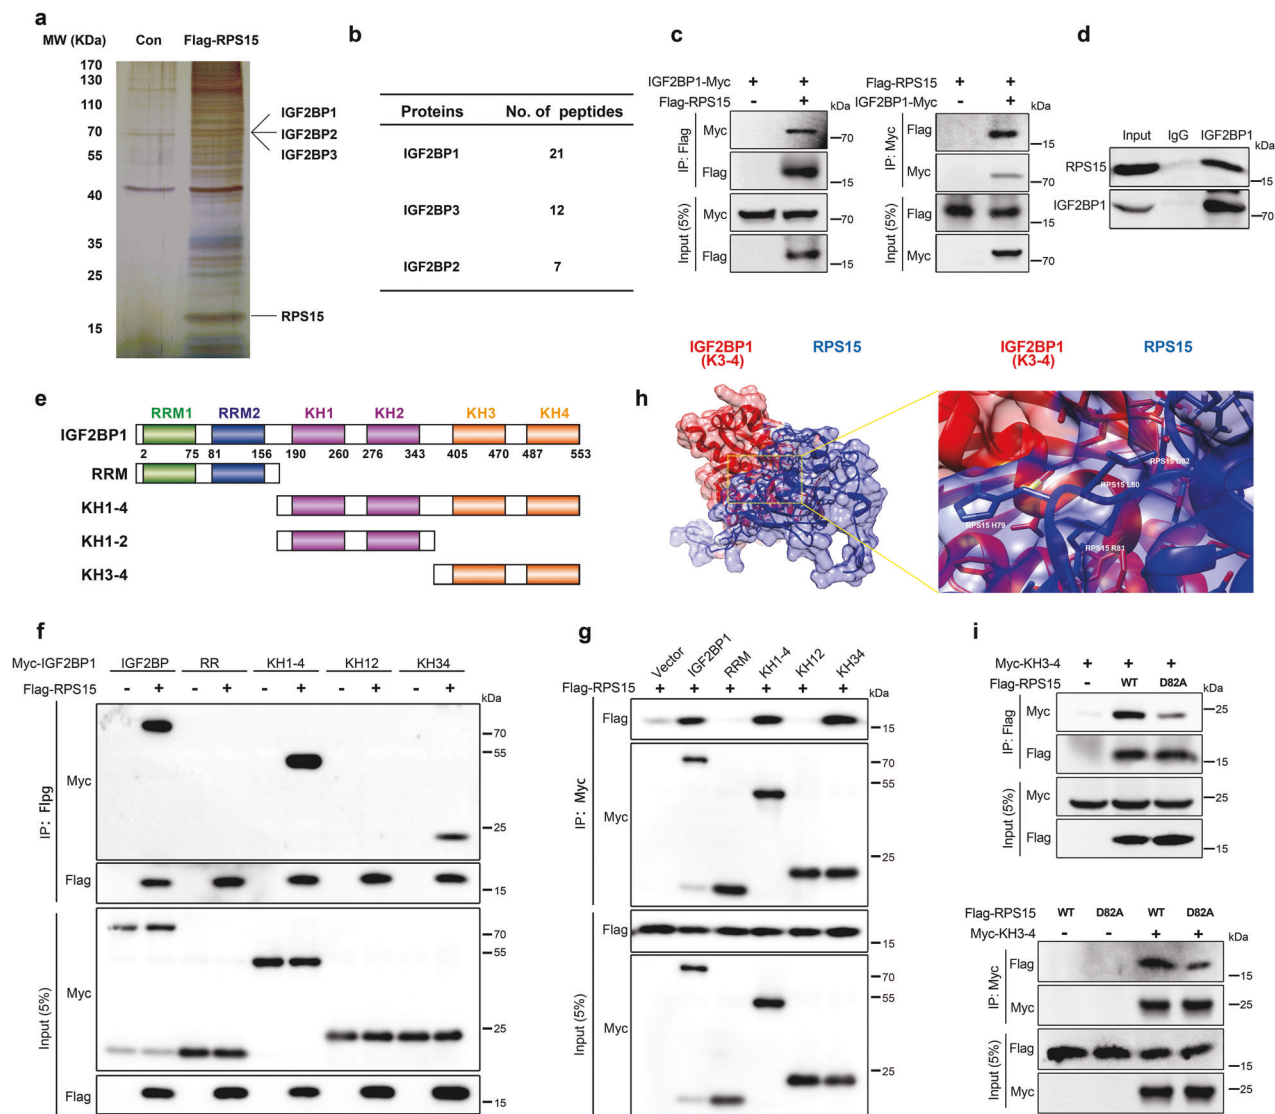 a
MW (KDa) Con Flag-RPS15
170
130
110
70
55
40
35
25
15
IGF2BP1
IGF2BP2
IGF2BP3
RPS15
b
Proteins No. of peptides
IGF2BP1 21
IGF2BP3 12
IGF2BP2 7
c
IGF2BP1-Myc + +
Flag-RPS15 - +
kDa
IP: Flag
Myc 70
Flag 15
Input (5%)
Myc 70
Flag 15
Flag-RPS15 + +
IGF2BP1-Myc - +
kDa
IP: Myc
Flag 15
Myc 70
Input (5%)
Flag 15
Myc 70
d
Input IgG IGF2BP1
kDa
RPS15 15
IGF2BP1 70
e
RRM1 RRM2 KH1 KH2 KH3 KH4
IGF2BP1
2 75 81 156 190 260 276 343 405 470 487 553
RRM
KH1-4
KH1-2
KH3-4
h
IGF2BP1
(K3-4)
RPS15
IGF2BP1
(K3-4)
RPS15
RPS15 D82
RPS15 L80
RPS15 H79
RPS15 R81
f
Myc-IGF2BP1 IGF2BP RR KH1-4 KH12 KH34
Flag-RPS15 - + - + - + - + - +
kDa
IP: Flpg
Myc
70
55
25
Flag 15
Input (5%)
Myc
70
55
25
Flag 15
g
Vector IGF2BP1 RRM KH1-4 KH12 KH34
Flag-RPS15 + + + + + +
kDa
IP: Myc
Flag 15
Myc
70
55
25
Input (5%)
Flag 15
Myc
70
55
25
i
Myc-KH3-4 + + +
Flag-RPS15 - WT D82A
kDa
IP: Flag
Myc 25
Flag 15
Input (5%)
Myc 25
Flag 15
Flag-RPS15 WT D82A WT D82A
Myc-KH3-4 - - + +
kDa
IP: Myc
Flag 15
Myc 25
Input (5%)
Flag 15
Myc 25